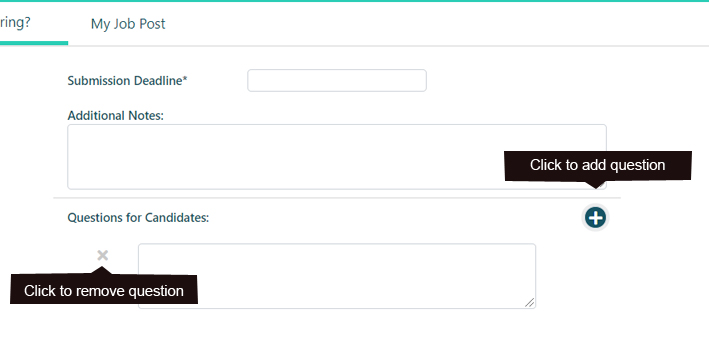 ring?
My Job Post
Submission Deadline*
Additional Notes:
Click to add question
Questions for Candidates:
Click to remove question